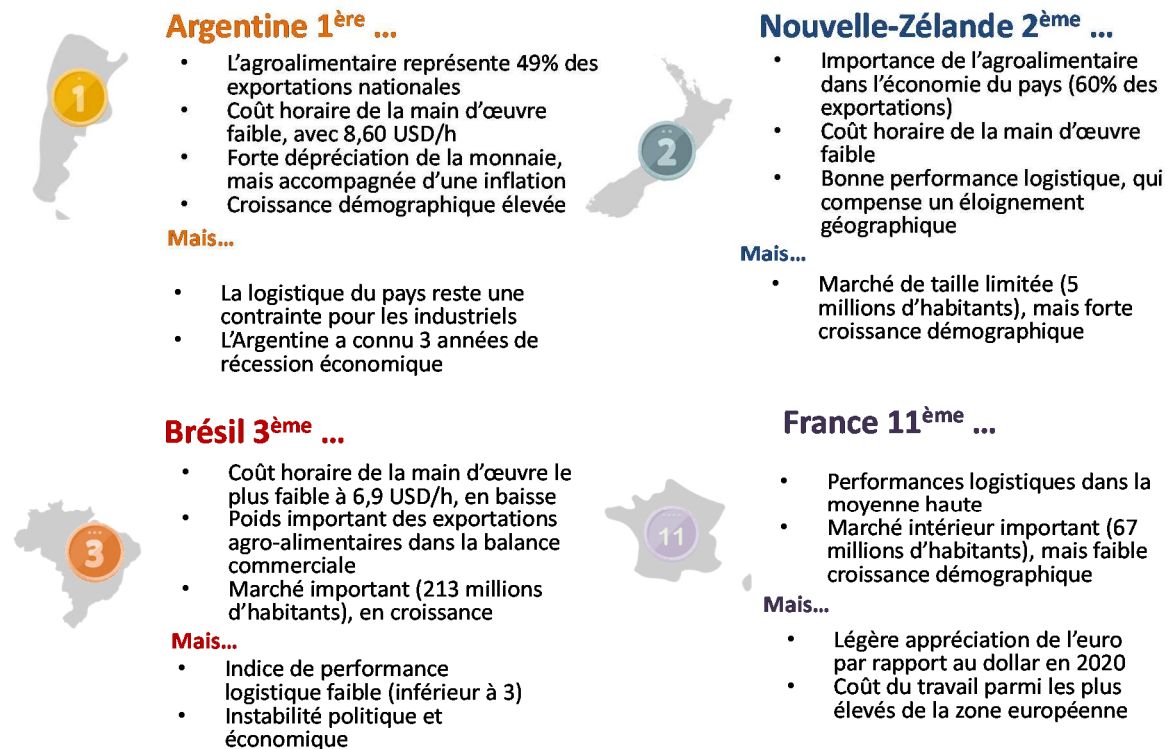 Argentine 1ère ...
1
• L'agroalimentaire représente 49% des
exportations nationales
• Coût horaire de la main d'œuvre
faible, avec 8,60 USD/h
• Forte dépréciation de la monnaie,
mais accompagnée d'une inflation
• Croissance démographique élevée
Mais...
• La logistique du pays reste une
contrainte pour les industriels
• L'Argentine a connu 3 années de
récession économique
Nouvelle-Zélande 2ème ...
2
• Importance de l'agroalimentaire
dans l'économie du pays (60% des
exportations)
• Coût horaire de la main d'œuvre
faible
• Bonne performance logistique, qui
compense un éloignement
géographique
Mais...
• Marché de taille limitée (5
millions d'habitants), mais forte
croissance démographique
Brésil 3ème ...
3
• Coût horaire de la main d'œuvre le
plus faible à 6,9 USD/h, en baisse
• Poids important des exportations
agro-alimentaires dans la balance
commerciale
• Marché important (213 millions
d'habitants), en croissance
Mais...
• Indice de performance
logistique faible (inférieur à 3)
• Instabilité politique et
économique
France 11ème ...
11
• Performances logistiques dans la
moyenne haute
• Marché intérieur important (67
millions d'habitants), mais faible
croissance démographique
Mais...
• Légère appréciation de l'euro
par rapport au dollar en 2020
• Coût du travail parmi les plus
élevés de la zone européenne